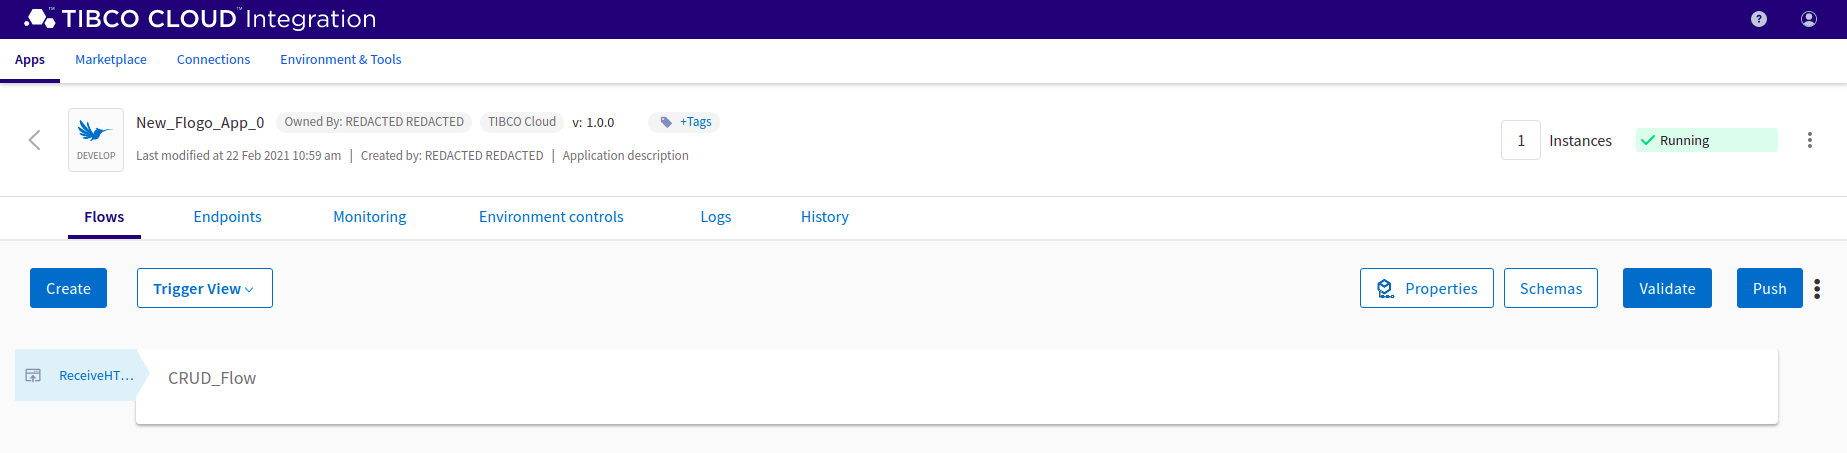 TIBCO CLOUD™ Integration
?
Apps Marketplace Connections Environment & Tools
New_Flogo_App_0 Owned By: REDACTED REDACTED TIBCO Cloud v: 1.0.0 +Tags
DEVELOP
Last modified at 22 Feb 2021 10:59 am | Created by: REDACTED REDACTED | Application description
1 Instances Running
Flows Endpoints Monitoring Environment controls Logs History
Create Trigger View Properties Schemas Validate Push
ReceiveHT... CRUD_Flow